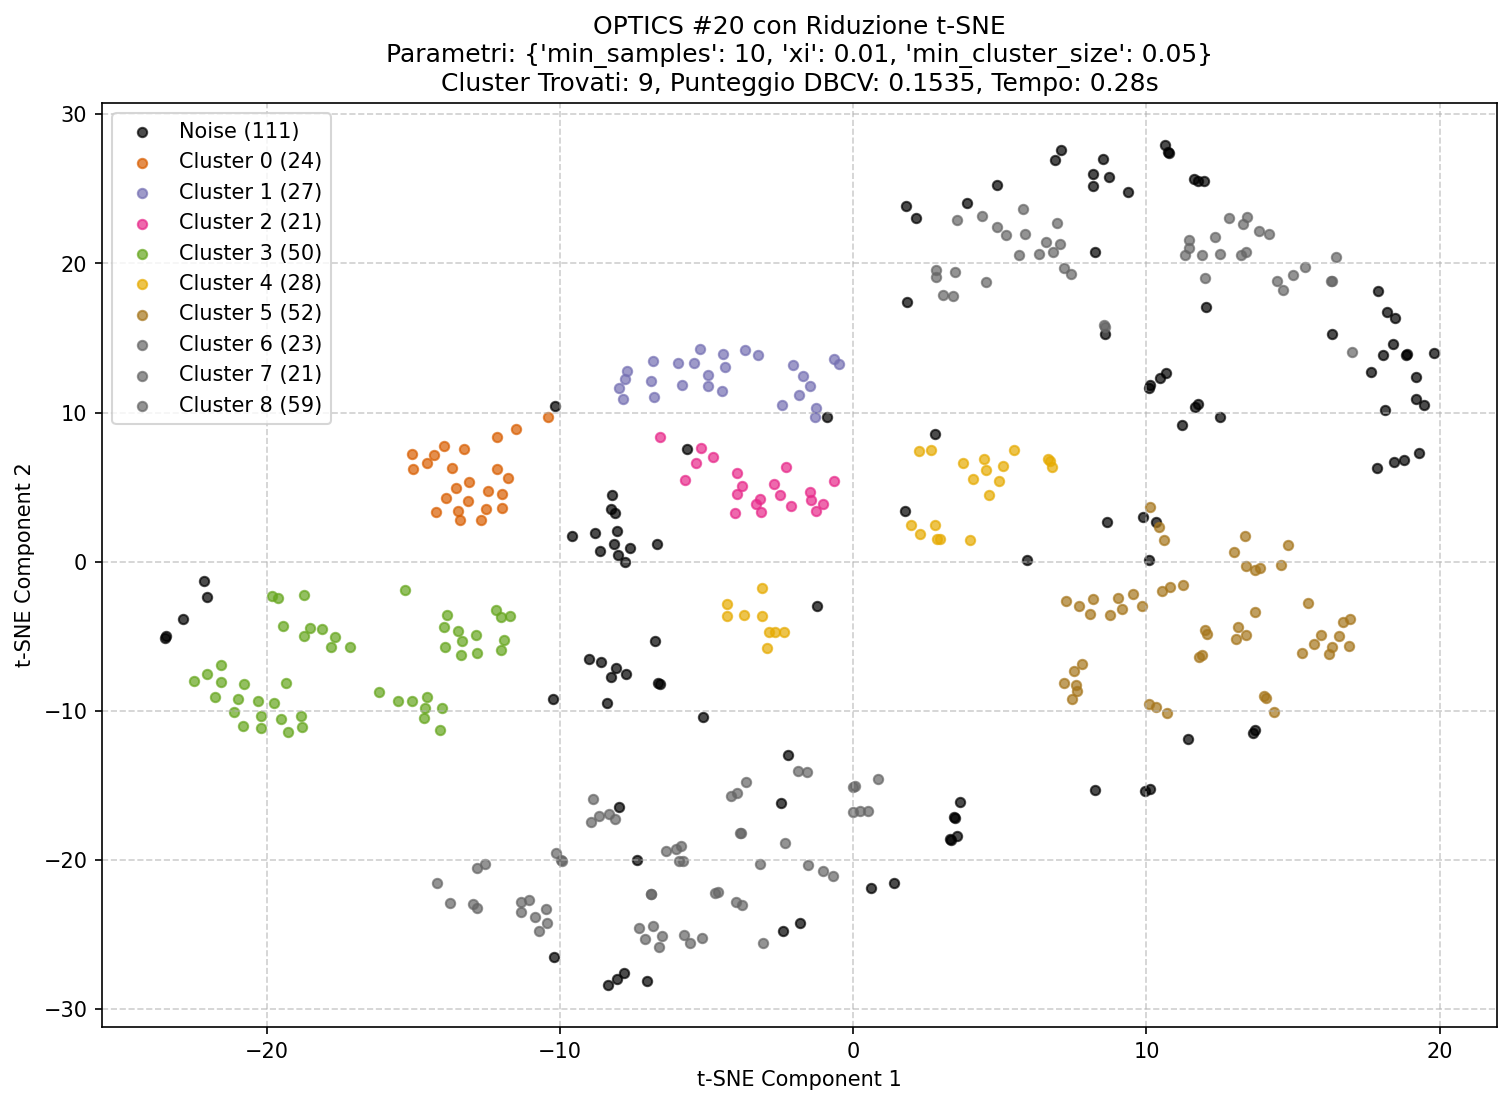 OPTICS #20 con Riduzione t-SNE
Parametri: {'min_samples': 10, 'xi': 0.01, 'min_cluster_size': 0.05}
Cluster Trovati: 9, Punteggio DBCV: 0.1535, Tempo: 0.28s
Noise (111)
Cluster 0 (24)
Cluster 1 (27)
Cluster 2 (21)
Cluster 3 (50)
Cluster 4 (28)
Cluster 5 (52)
Cluster 6 (23)
Cluster 7 (21)
Cluster 8 (59)
t-SNE Component 2
30
20
10
0
−10
−20
−30
−20
−10
0
10
20
t-SNE Component 1